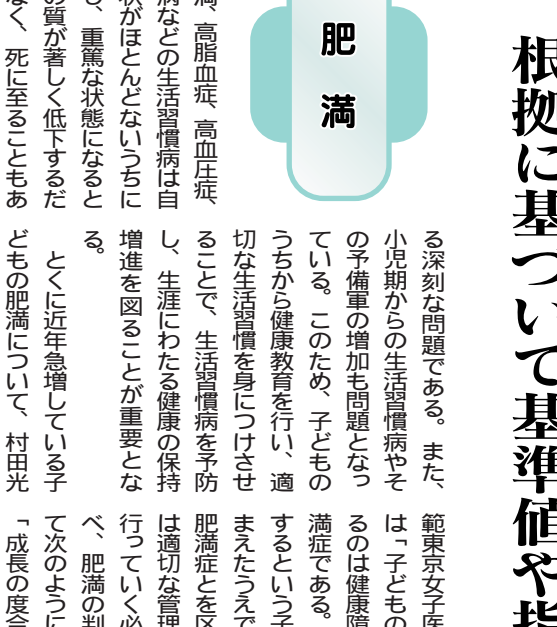 根拠に基づいて基準値や指
肥満
満、高脂血症、高血圧症、
病などの生活習慣病は自
状がほとんどないうちに
し、重篤な状態になると
の質が著しく低下するだ
なく、死に至ることもあ
る深刻な問題である。また、
小児期からの生活習慣病やそ
の予備軍の増加も問題となっ
ている。このため、子どもの
うちから健康教育を行い、適
切な生活習慣を身につけさせ
ることで、生活習慣病を予防
し、生涯にわたる健康の保持
増進を図ることが重要とな
る。
とくに近年急増している子
どもの肥満について、村田光
範東京女子医
は「子どもの
るのは健康障
満症である。
するという子
まえたうえで
肥満症とを区
は適切な管理
行っていく必
べ、肥満の判
て次のように
「成長の度合